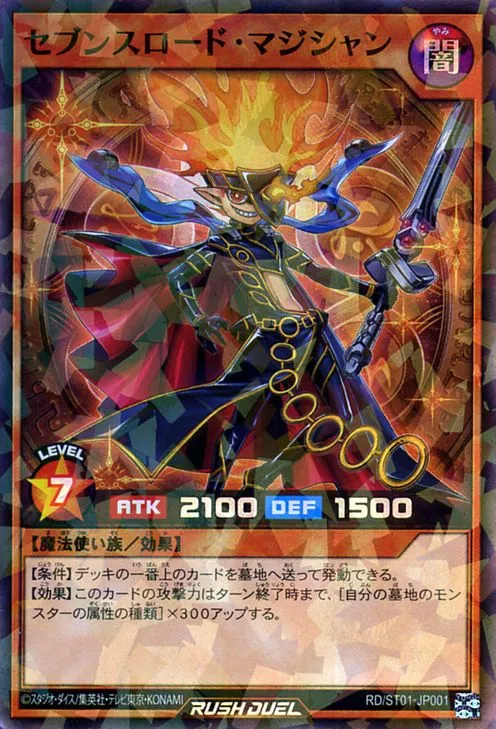 セブンスロード・マジシャン
やみ
闇
LEVEL
7
ATK 2100 DEF 1500
【魔法使い族／効果】
【条件】デッキの一番上のカードを墓地へ送って発動できる。
【効果】このカードの攻撃力はターン終了時まで、［自分の墓地のモン
スターの属性の種類］×300アップする。
©スタジオ・ダイス/集英社・テレビ東京・KONAMI
RD/ST01-JP001
RUSH DUEL